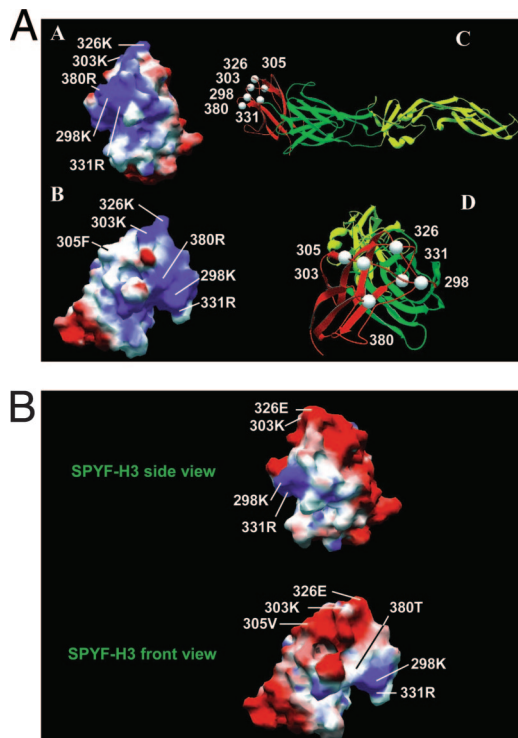 A
A
326K
303K
380R
298K
331R
C
326 305
303
298
380 331
B
326K
303K
305F
380R
298K
331R
D
326
305
331
303
298
380
B
SPYF-H3 side view
326E
303K
298K
331R
SPYF-H3 front view
326E
303K
380T
305V
298K
331R